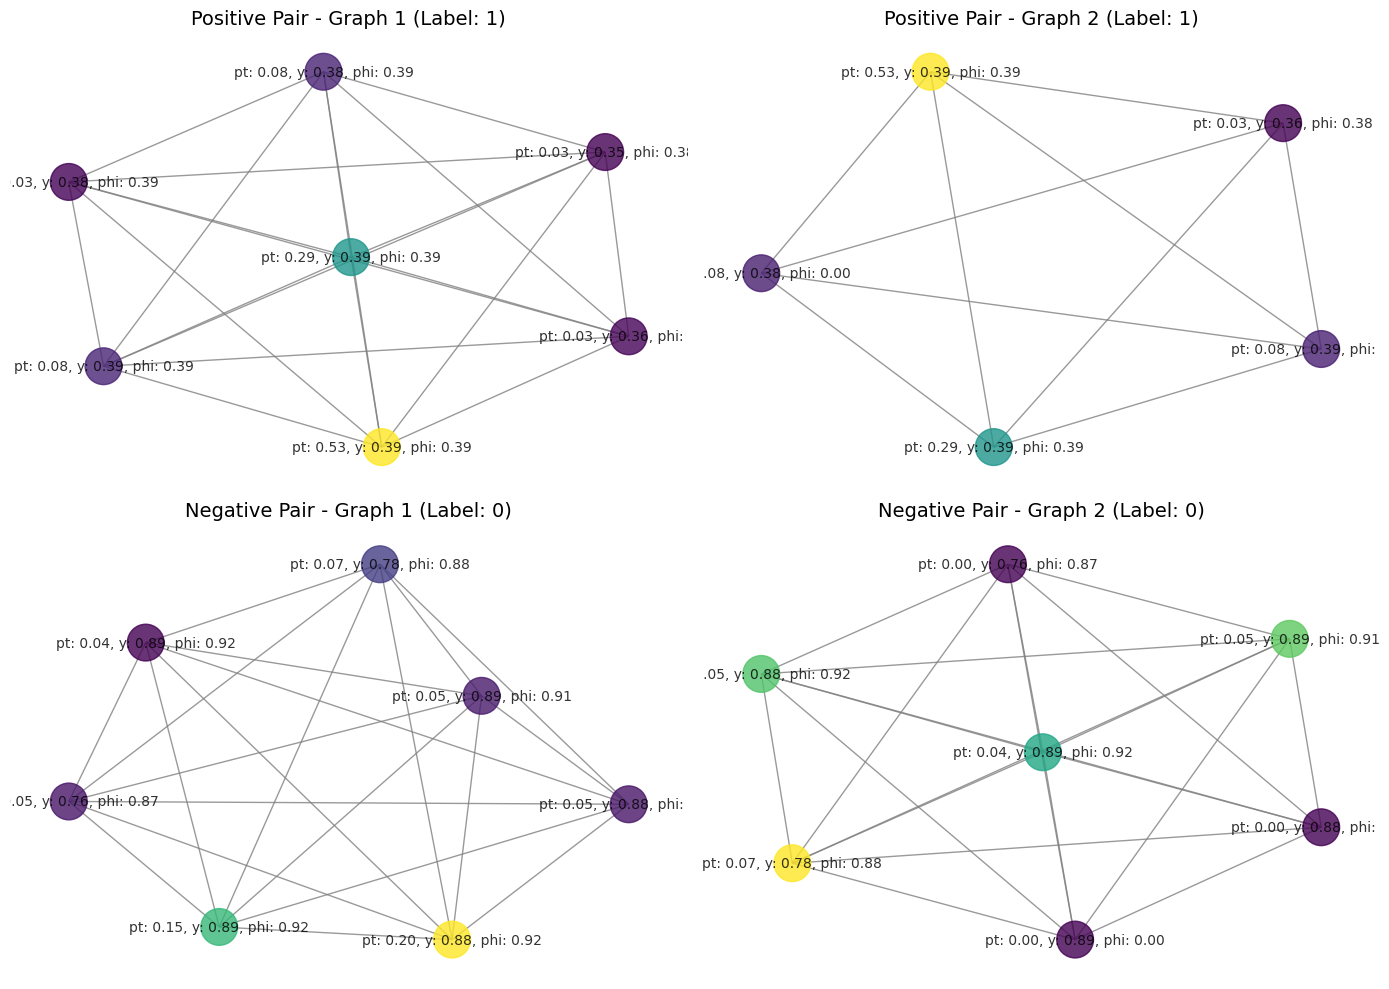 Positive Pair - Graph 1 (Label: 1)
pt: 0.08, y: 0.38, phi: 0.39
pt: 0.03, y: 0.35, phi: 0.38
.03, y: 0.38, phi: 0.39
pt: 0.29, y: 0.39, phi: 0.39
pt: 0.03, y: 0.36, phi:
pt: 0.08, y: 0.39, phi: 0.39
pt: 0.53, y: 0.39, phi: 0.39
Positive Pair - Graph 2 (Label: 1)
pt: 0.53, y: 0.39, phi: 0.39
pt: 0.03, y: 0.36, phi: 0.38
.08, y: 0.38, phi: 0.00
pt: 0.08, y: 0.39, phi:
pt: 0.29, y: 0.39, phi: 0.39
Negative Pair - Graph 1 (Label: 0)
pt: 0.07, y: 0.78, phi: 0.88
pt: 0.04, y: 0.89, phi: 0.92
pt: 0.05, y: 0.89, phi: 0.91
.05, y: 0.76, phi: 0.87
pt: 0.05, y: 0.88, phi:
pt: 0.15, y: 0.89, phi: 0.92
pt: 0.20, y: 0.88, phi: 0.92
Negative Pair - Graph 2 (Label: 0)
pt: 0.00, y: 0.76, phi: 0.87
pt: 0.05, y: 0.89, phi: 0.91
.05, y: 0.88, phi: 0.92
pt: 0.04, y: 0.89, phi: 0.92
pt: 0.00, y: 0.88, phi:
pt: 0.07, y: 0.78, phi: 0.88
pt: 0.00, y: 0.89, phi: 0.00